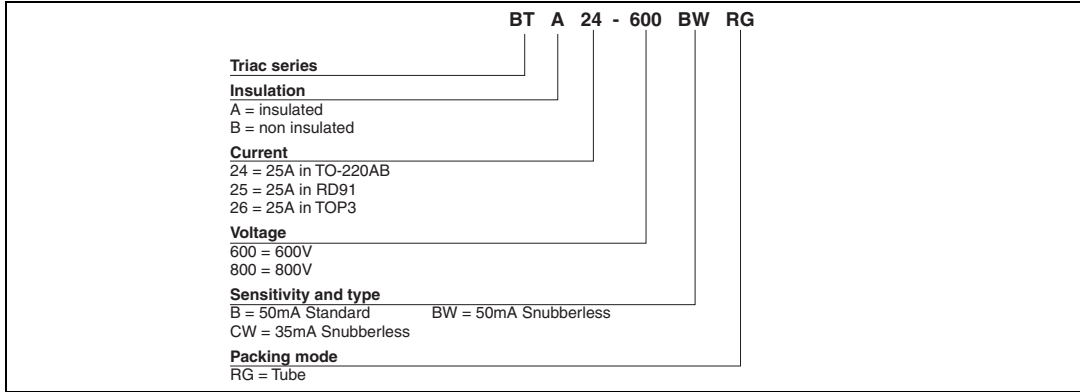 BT A 24 - 600 BW RG
Triac series
Insulation
A = insulated
B = non insulated
Current
24 = 25A in TO-220AB
25 = 25A in RD91
26 = 25A in TOP3
Voltage
600 = 600V
800 = 800V
Sensitivity and type
B = 50mA Standard BW = 50mA Snubberless
CW = 35mA Snubberless
Packing mode
RG = Tube